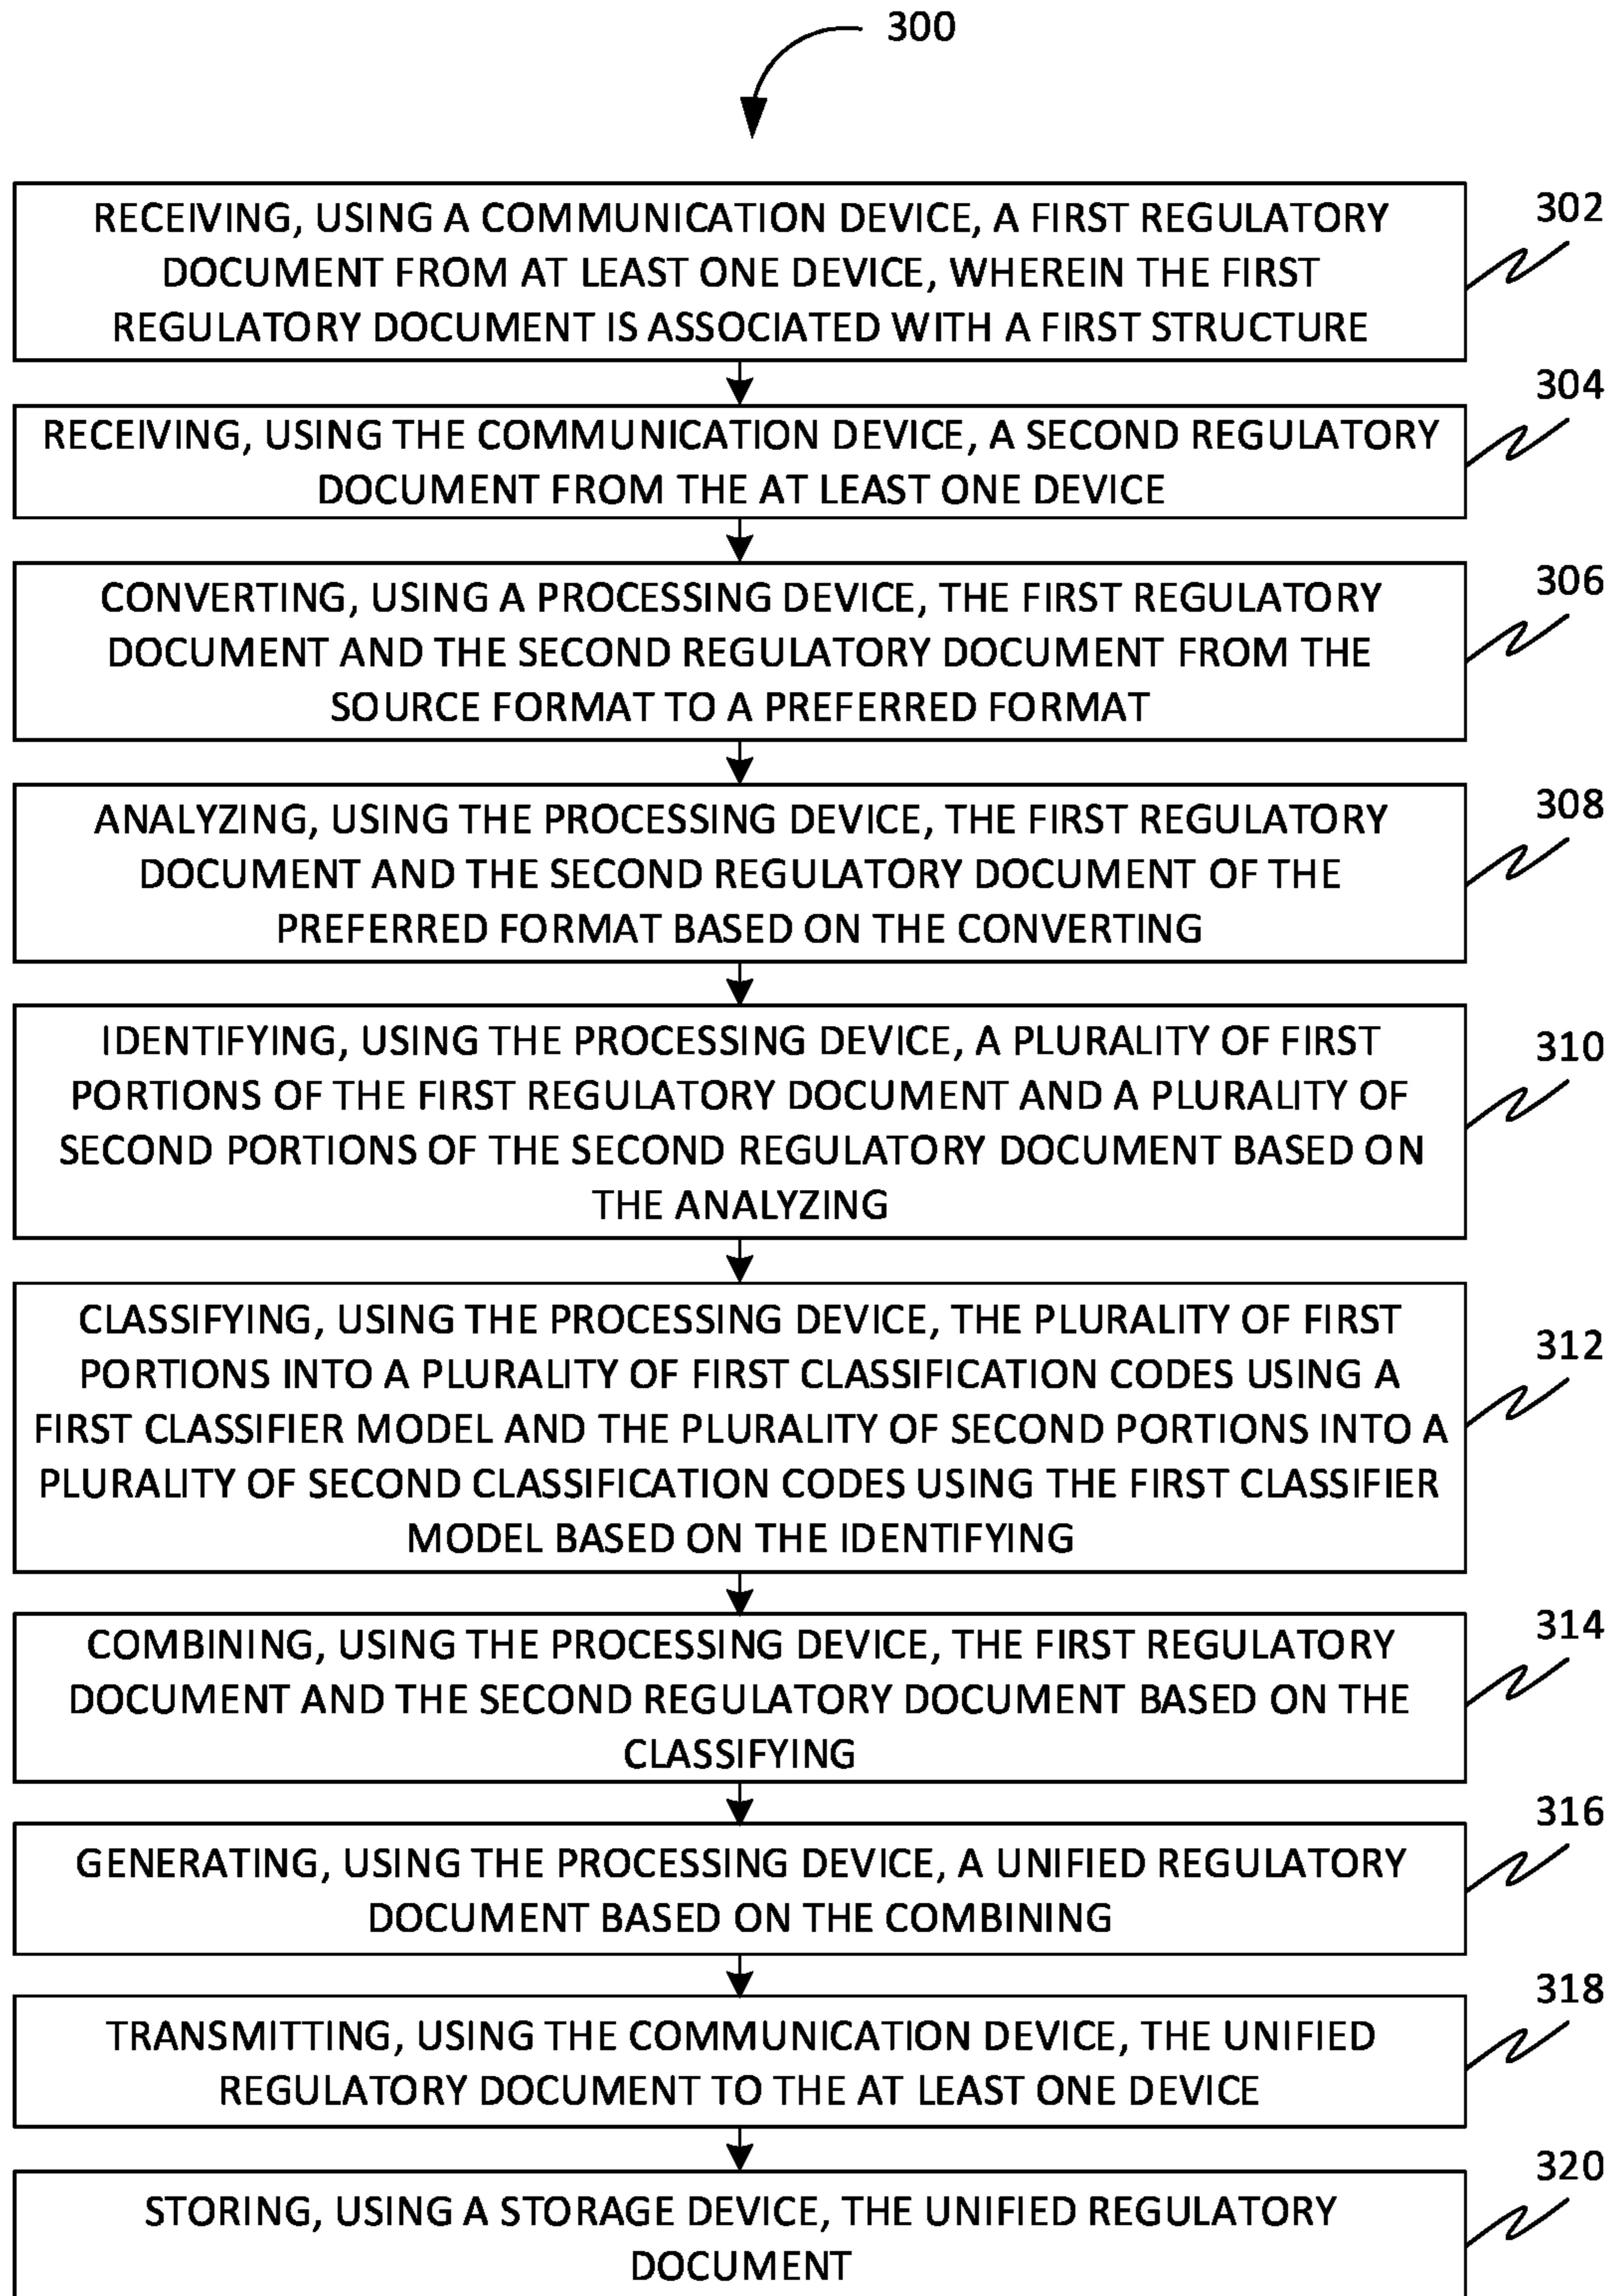 300
302
RECEIVING, USING A COMMUNICATION DEVICE, A FIRST REGULATORY
DOCUMENT FROM AT LEAST ONE DEVICE, WHEREIN THE FIRST
REGULATORY DOCUMENT IS ASSOCIATED WITH A FIRST STRUCTURE
304
RECEIVING, USING THE COMMUNICATION DEVICE, A SECOND REGULATORY
DOCUMENT FROM THE AT LEAST ONE DEVICE
306
CONVERTING, USING A PROCESSING DEVICE, THE FIRST REGULATORY
DOCUMENT AND THE SECOND REGULATORY DOCUMENT FROM THE
SOURCE FORMAT TO A PREFERRED FORMAT
308
ANALYZING, USING THE PROCESSING DEVICE, THE FIRST REGULATORY
DOCUMENT AND THE SECOND REGULATORY DOCUMENT OF THE
PREFERRED FORMAT BASED ON THE CONVERTING
310
IDENTIFYING, USING THE PROCESSING DEVICE, A PLURALITY OF FIRST
PORTIONS OF THE FIRST REGULATORY DOCUMENT AND A PLURALITY OF
SECOND PORTIONS OF THE SECOND REGULATORY DOCUMENT BASED ON
THE ANALYZING
312
CLASSIFYING, USING THE PROCESSING DEVICE, THE PLURALITY OF FIRST
PORTIONS INTO A PLURALITY OF FIRST CLASSIFICATION CODES USING A
FIRST CLASSIFIER MODEL AND THE PLURALITY OF SECOND PORTIONS INTO A
PLURALITY OF SECOND CLASSIFICATION CODES USING THE FIRST CLASSIFIER
MODEL BASED ON THE IDENTIFYING
314
COMBINING, USING THE PROCESSING DEVICE, THE FIRST REGULATORY
DOCUMENT AND THE SECOND REGULATORY DOCUMENT BASED ON THE
CLASSIFYING
316
GENERATING, USING THE PROCESSING DEVICE, A UNIFIED REGULATORY
DOCUMENT BASED ON THE COMBINING
318
TRANSMITTING, USING THE COMMUNICATION DEVICE, THE UNIFIED
REGULATORY DOCUMENT TO THE AT LEAST ONE DEVICE
320
STORING, USING A STORAGE DEVICE, THE UNIFIED REGULATORY
DOCUMENT